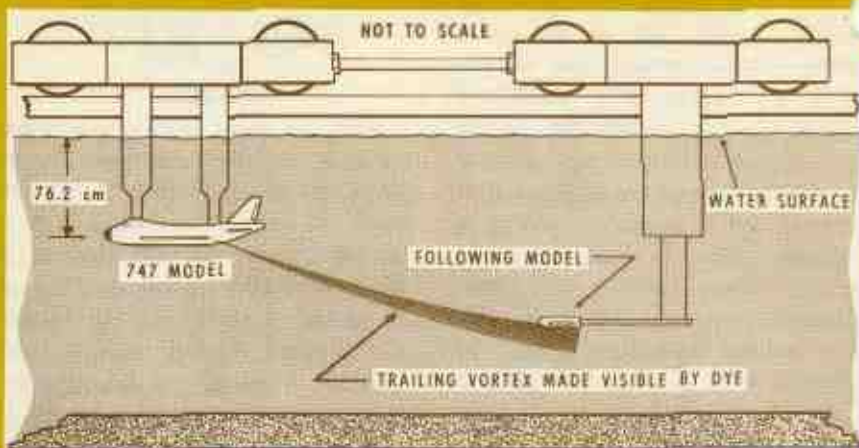 NOT TO SCALE
76.2 cm
WATER SURFACE
747 MODEL
FOLLOWING MODEL
TRAILING VORTEX MADE VISIBLE BY DYE